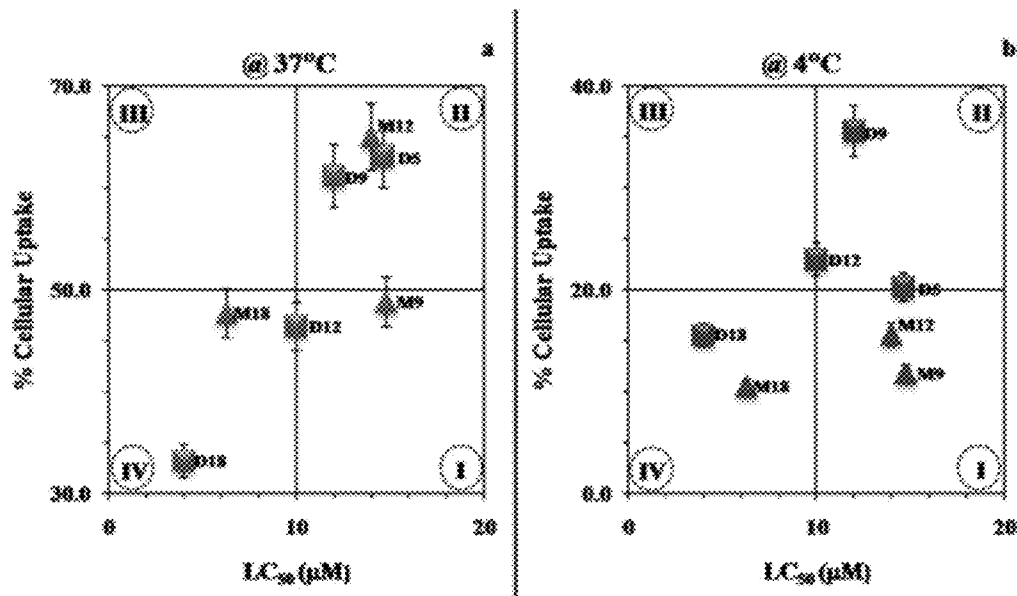 a
@ 37°C
70.0
III
II
M12
D5
D9
% Cellular Uptake
50.0
M9
M18
D12
D18
IV
I
30.0
0
10
20
LC50 (μM)
b
@ 4°C
40.0
III
II
D9
% Cellular Uptake
D12
20.0
D5
D18
M12
M9
M18
IV
I
0.0
0
10
20
LC50 (μM)